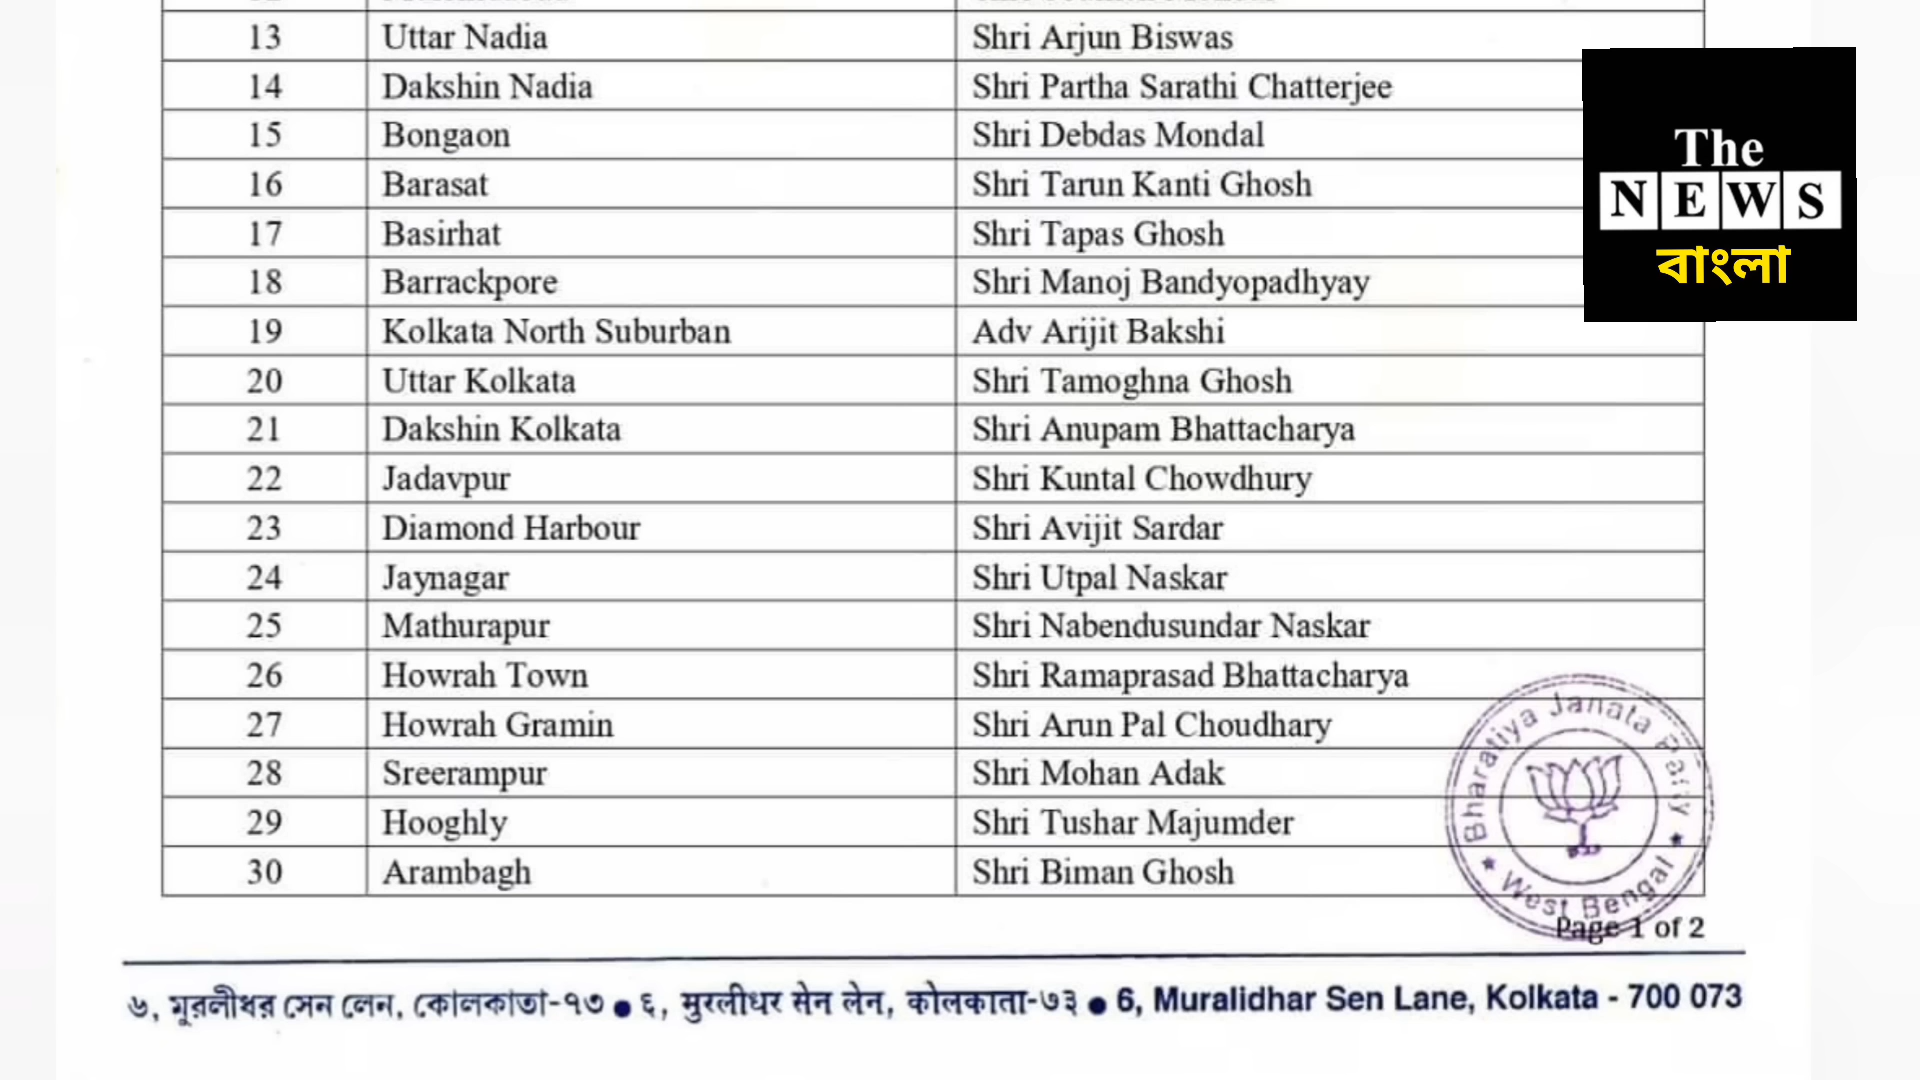 13 Uttar Nadia Shri Arjun Biswas
14 Dakshin Nadia Shri Partha Sarathi Chatterjee
15 Bongaon Shri Debdas Mondal
16 Barasat Shri Tarun Kanti Ghosh
17 Basirhat Shri Tapas Ghosh
18 Barrackpore Shri Manoj Bandyopadhyay
19 Kolkata North Suburban Adv Arijit Bakshi
20 Uttar Kolkata Shri Tamoghna Ghosh
21 Dakshin Kolkata Shri Anupam Bhattacharya
22 Jadavpur Shri Kuntal Chowdhury
23 Diamond Harbour Shri Avijit Sardar
24 Jaynagar Shri Utpal Naskar
25 Mathurapur Shri Nabendusundar Naskar
26 Howrah Town Shri Ramaprasad Bhattacharya
27 Howrah Gramin Shri Arun Pal Choudhary
28 Sreerampur Shri Mohan Adak
29 Hooghly Shri Tushar Majumder
30 Arambagh Shri Biman Ghosh
The
NEWS
বাংলা
Bharatiya Janata Party
West Bengal
Page 1 of 2
৬, মুরলীধর সেন লেন, কোলকাতা-৭৩ ● ६, मुरलीधर सेन लेन, कोलकाता-७३ ● 6, Muralidhar Sen Lane, Kolkata - 700 073